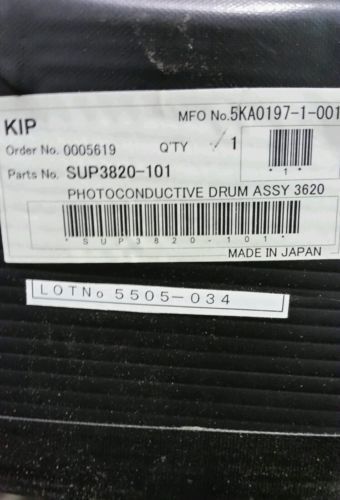 MFO No.5KA0197-1-001
KIP
Order No. 0005619 Q'TY 1
*1*
Parts No. SUP3820-101
PHOTOCONDUCTIVE DRUM ASSY 3620
*SUP3820-101*
MADE IN JAPAN
LOTNo 5505-034